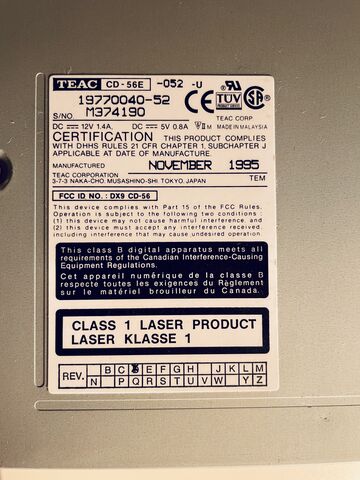 TEAC CD-56E -052 -U
19770040-52
S/NO. M374190
DC ⎓ 12V 1.4A, DC ⎓ 5V 0.8A
TEAC CORP
MADE IN MALAYSIA
CE TÜV
CERTIFICATION THIS PRODUCT COMPLIES
WITH DHHS RULES 21 CFR CHAPTER 1, SUBCHAPTER J
APPLICABLE AT DATE OF MANUFACTURE.
MANUFACTURED NOVEMBER 1995
TEAC CORPORATION
3-7-3 NAKA-CHO, MUSASHINO-SHI, TOKYO, JAPAN TEM
FCC ID NO. : DX9 CD-56
This device complies with Part 15 of the FCC Rules.
Operation is subject to the following two conditions :
(1) this device may not cause harmful interference, and
(2) this device must accept any interference received,
including interference that may cause undesired
operation.
This class B digital apparatus meets all
requirements of the Canadian Interference-Causing
Equipment Regulations.
Cet appareil numérique de la classe B
respecte toutes les exigences du Règlement
sur le matériel brouilleur du Canada.
CLASS 1 LASER PRODUCT
LASER KLASSE 1
REV. B C E F G H I J K L M
N P Q R S T U V W Y Z